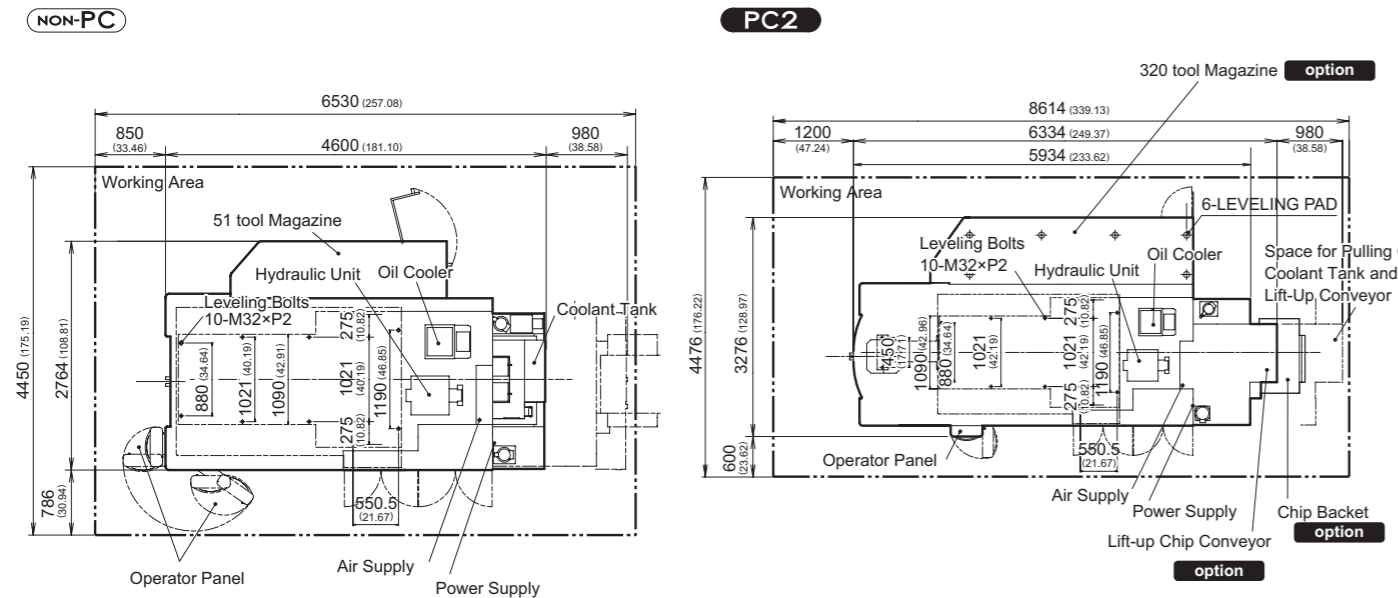 NON-PC
6530 (257.08)
850
(33.46)
4600 (181.10)
980
(38.58)
Working Area
51 tool Magazine
Hydraulic Unit
Oil Cooler
Leveling Bolts
10-M32×P2
Coolant Tank
4450 (175.19)
2764 (108.81)
786
(30.94)
880 (34.64)
1021 (40.19)
1090 (42.91)
275
(10.82)
1021
(40.19)
275
(10.82)
1190 (46.85)
550.5
(21.67)
Operator Panel
Air Supply
Power Supply
PC2
320 tool Magazine option
8614 (339.13)
1200
(47.24)
6334 (249.37)
980
(38.58)
5934 (233.62)
Working Area
6-LEVELING PAD
Leveling Bolts
10-M32×P2
Hydraulic Unit
Oil Cooler
Space for Pulling
Coolant Tank and
Lift-Up Conveyor
4476 (176.22)
3276 (128.97)
600
(23.62)
450
(17.71)
1090 (42.96)
880 (34.64)
1021
(42.19)
275
(10.82)
1021
(42.19)
275
(10.82)
1190 (46.85)
550.5
(21.67)
Operator Panel
Air Supply
Power Supply
Chip Backet
option
Lift-up Chip Conveyor
option